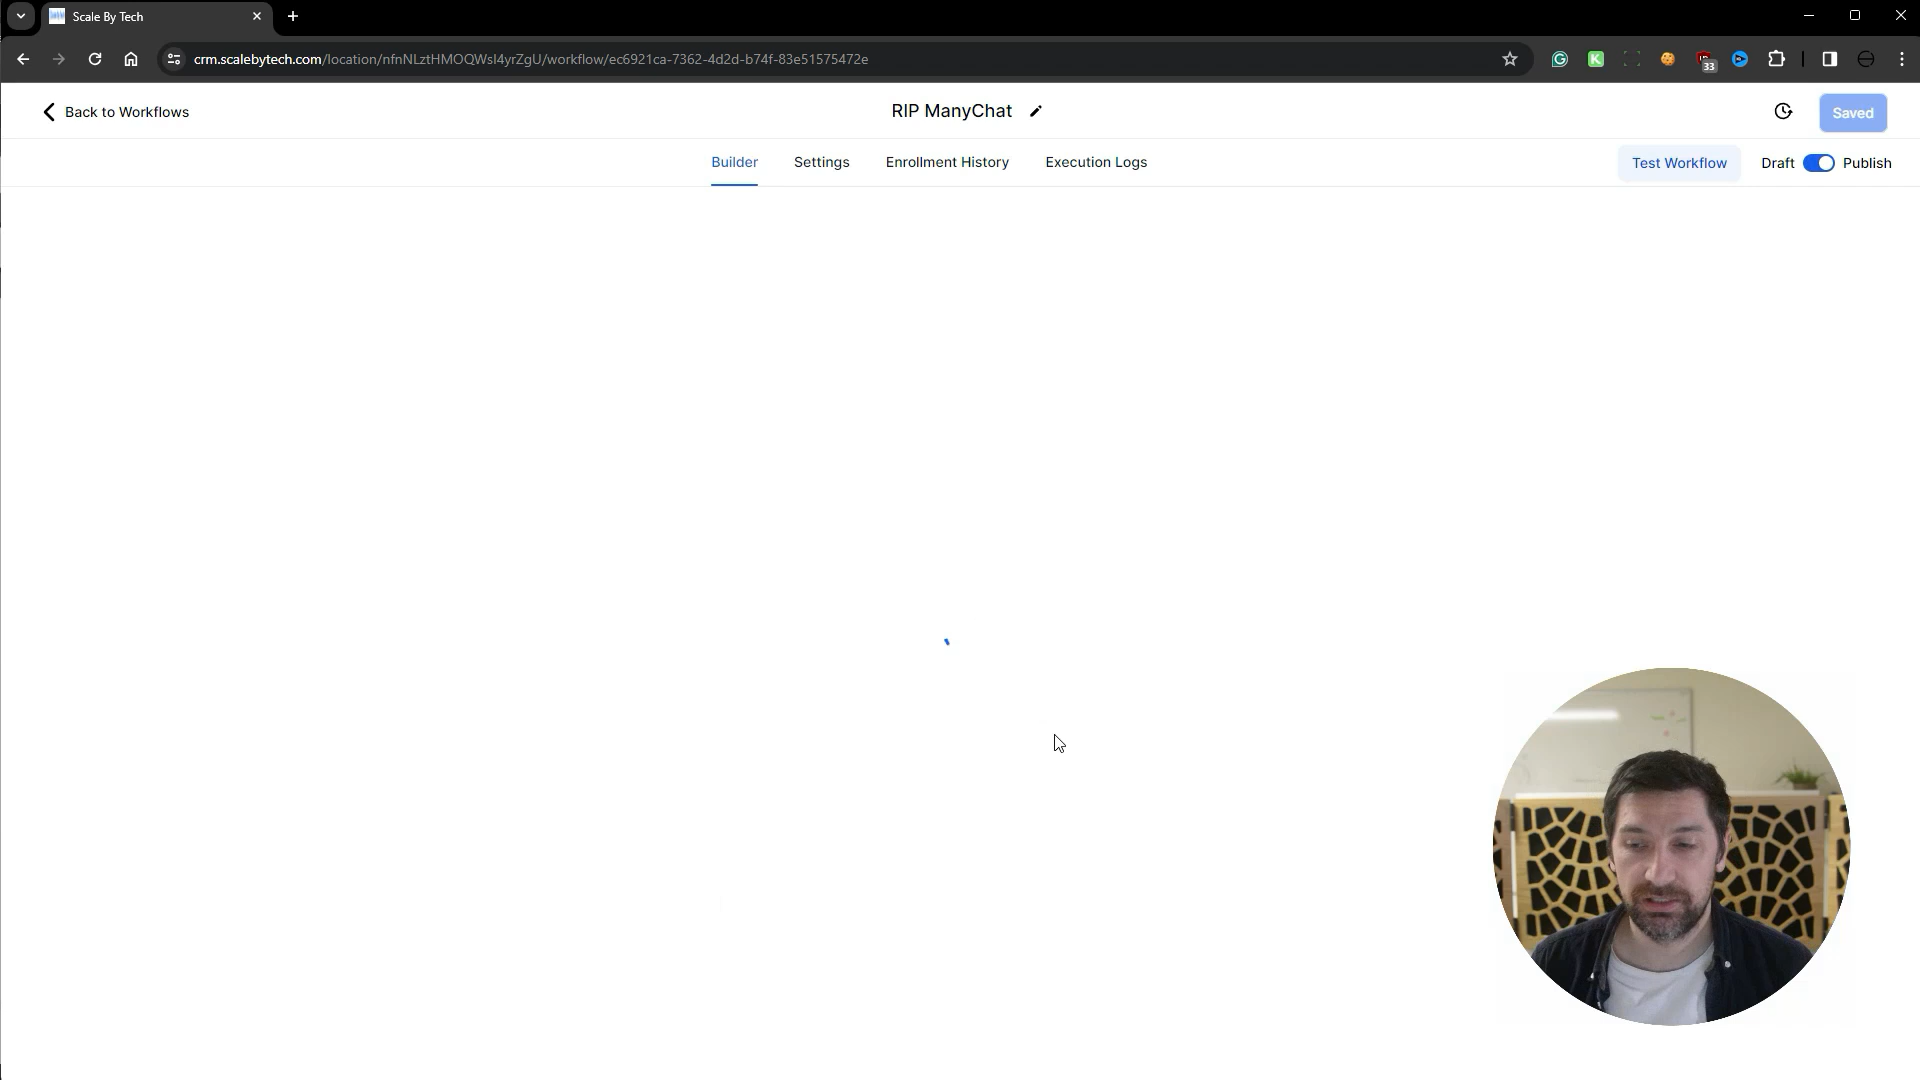 Scale By Tech
crm.scalebytech.com/location/nfnNLztHMOQWsl4yrZgU/workflow/ec6921ca-7362-4d2d-b74f-83e51575472e
33
Back to Workflows
RIP ManyChat
Saved
Builder
Settings
Enrollment History
Execution Logs
Test Workflow
Draft
Publish